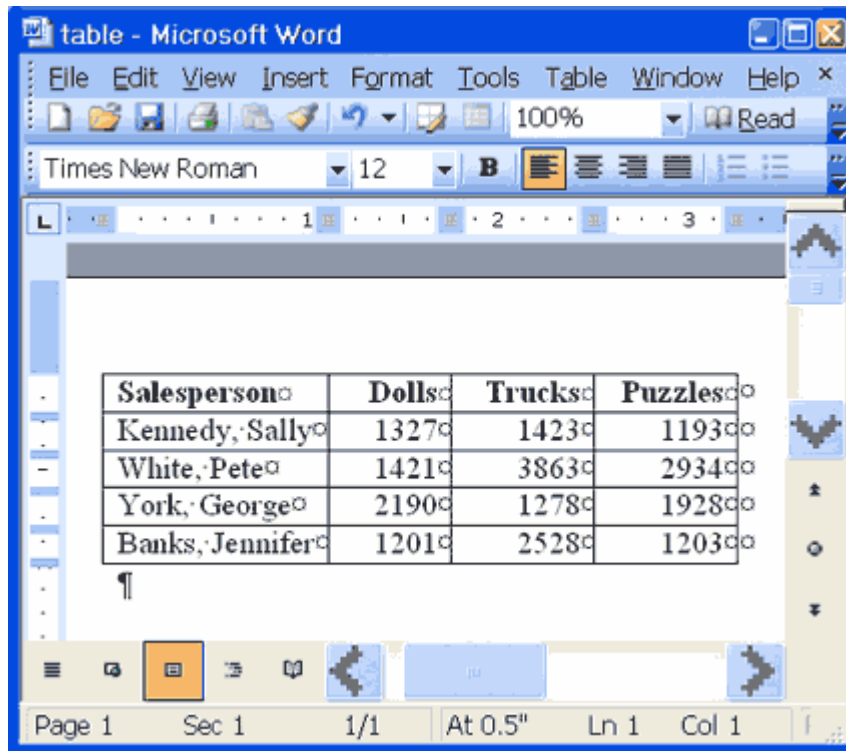 table - Microsoft Word
File Edit View Insert Format Tools Table Window Help ×
100% Read
Times New Roman 12 B
L 1 2 3
Salesperson¤ Dolls¤ Trucks¤ Puzzles¤¤
Kennedy,·Sally¤ 1327¤ 1423¤ 1193¤¤
White,·Pete¤ 1421¤ 3863¤ 2934¤¤
York,·George¤ 2190¤ 1278¤ 1928¤¤
Banks,·Jennifer¤ 1201¤ 2528¤ 1203¤¤
¶
Page 1 Sec 1 1/1 At 0.5" Ln 1 Col 1